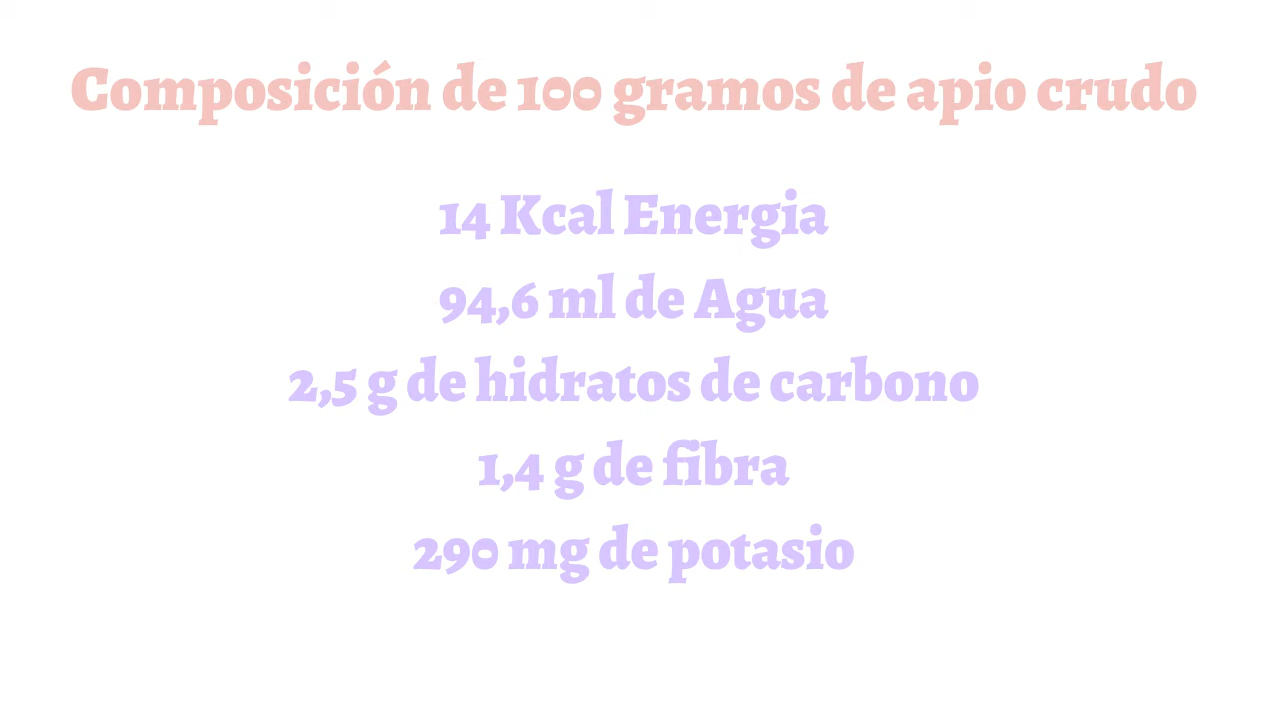 Composición de 100 gramos de apio crudo
14 Kcal Energia
94,6 ml de Agua
2,5 g de hidratos de carbono
1,4 g de fibra
290 mg de potasio